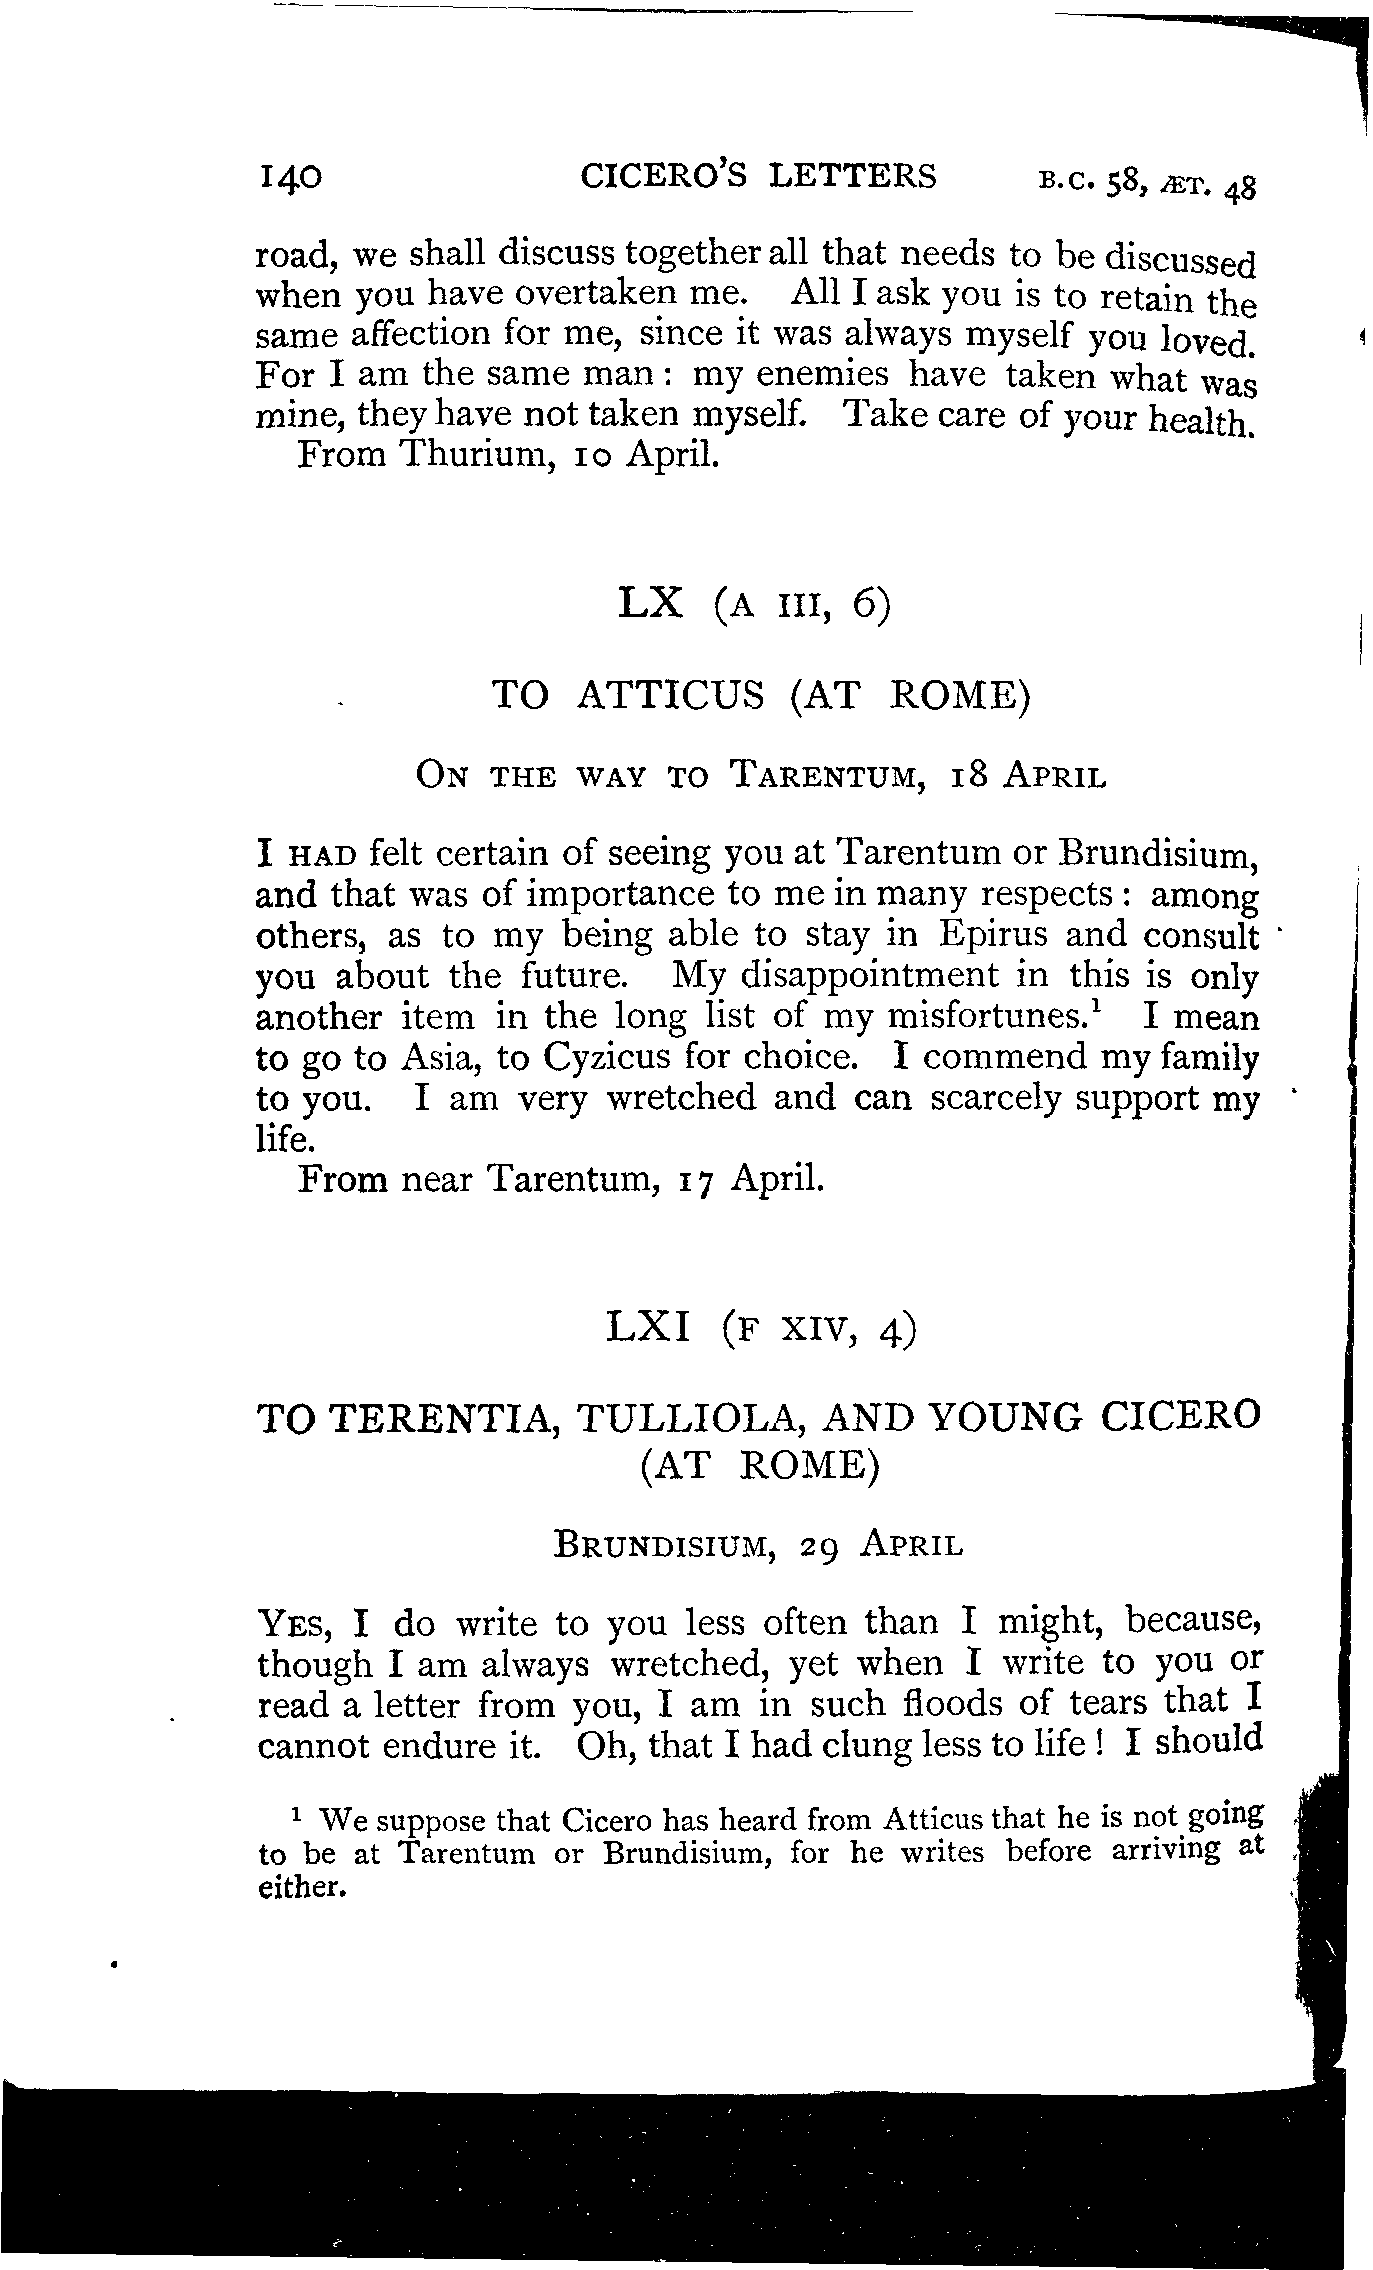 140 CICERO'S LETTERS B.C. 58, ÆT. 48
road, we shall discuss together all that needs to be discussed
when you have overtaken me. All I ask you is to retain the
same affection for me, since it was always myself you loved.
For I am the same man : my enemies have taken what was
mine, they have not taken myself. Take care of your health.
From Thurium, 10 April.
LX (A III, 6)
TO ATTICUS (AT ROME)
ON THE WAY TO TARENTUM, 18 APRIL
I HAD felt certain of seeing you at Tarentum or Brundisium,
and that was of importance to me in many respects : among
others, as to my being able to stay in Epirus and consult
you about the future. My disappointment in this is only
another item in the long list of my misfortunes.¹ I mean
to go to Asia, to Cyzicus for choice. I commend my family
to you. I am very wretched and can scarcely support my
life.
From near Tarentum, 17 April.
LXI (F XIV, 4)
TO TERENTIA, TULLIOLA, AND YOUNG CICERO
(AT ROME)
BRUNDISIUM, 29 APRIL
YES, I do write to you less often than I might, because,
though I am always wretched, yet when I write to you or
read a letter from you, I am in such floods of tears that I
cannot endure it. Oh, that I had clung less to life ! I should
¹ We suppose that Cicero has heard from Atticus that he is not going
to be at Tarentum or Brundisium, for he writes before arriving at
either.